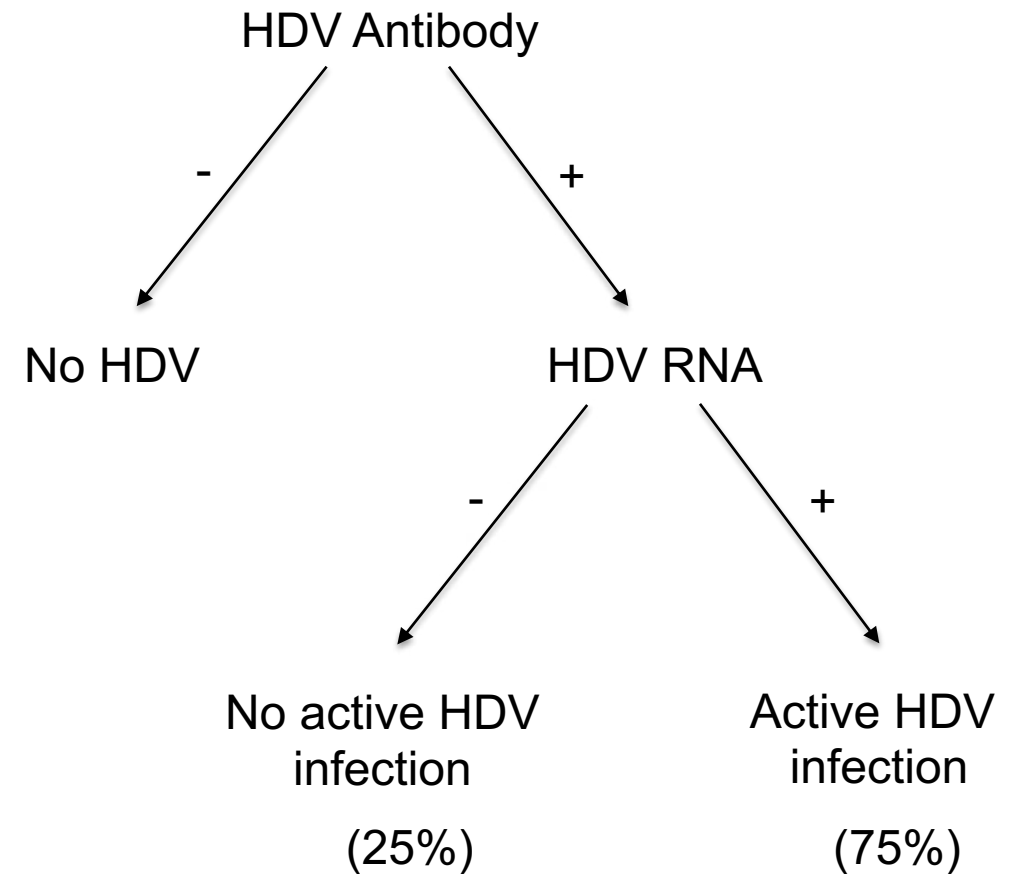 HDV Antibody
-
+
No HDV
HDV RNA
-
+
No active HDV
infection
(25%)
Active HDV
infection
(75%)